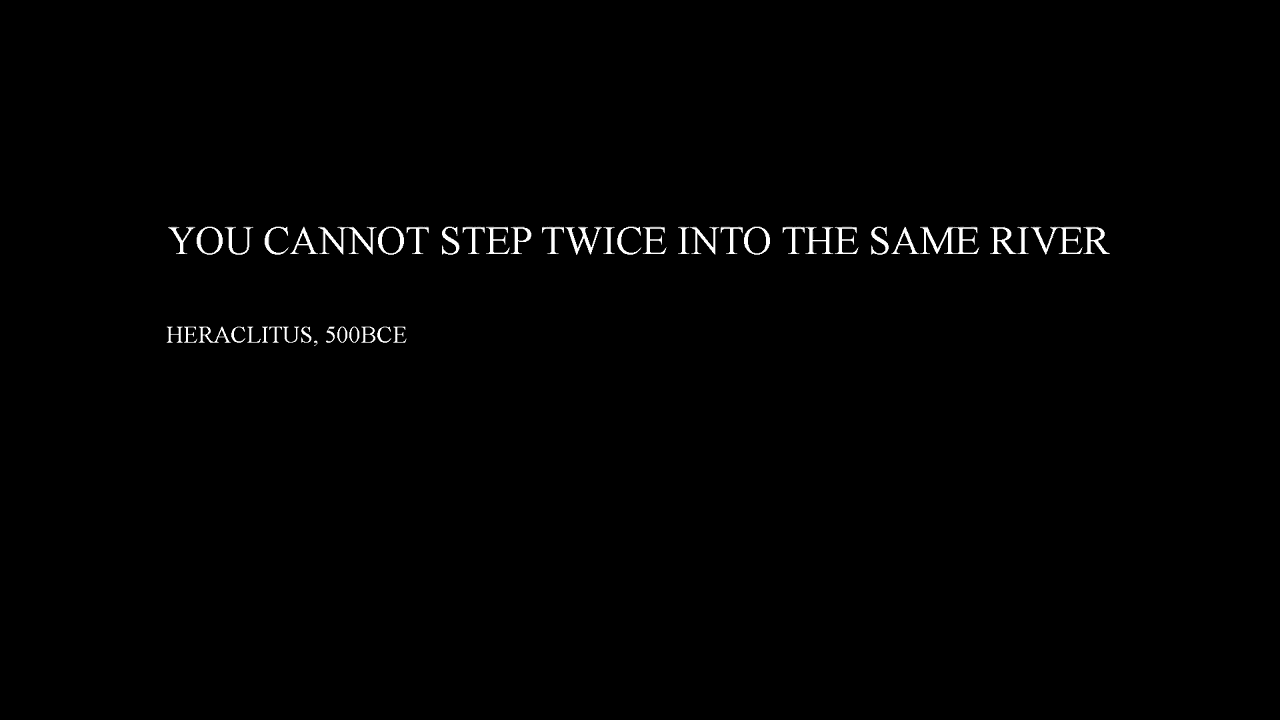 YOU CANNOT STEP TWICE INTO THE SAME RIVER
HERACLITUS, 500BCE